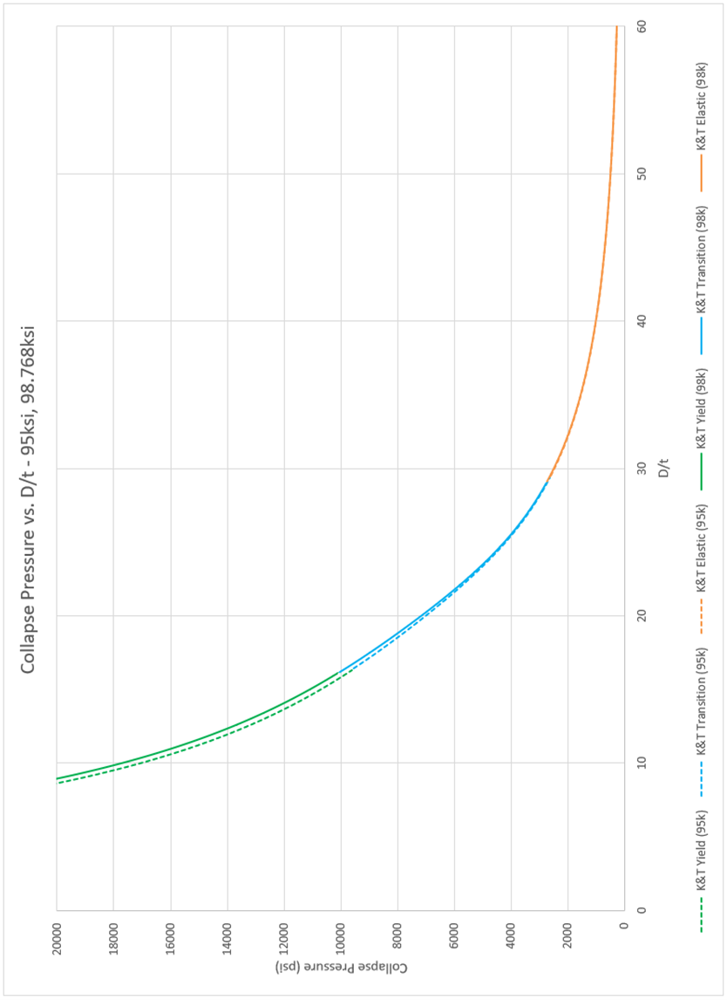 Collapse Pressure vs. D/t - 95ksi, 98.768ksi
Collapse Pressure (psi)
20000
18000
16000
14000
12000
10000
8000
6000
4000
2000
0
0 10 20 30 40 50 60
D/t
K&T Yield (95k) K&T Transition (95k) K&T Elastic (95k) K&T Yield (98k) K&T Transition (98k) K&T Elastic (98k)